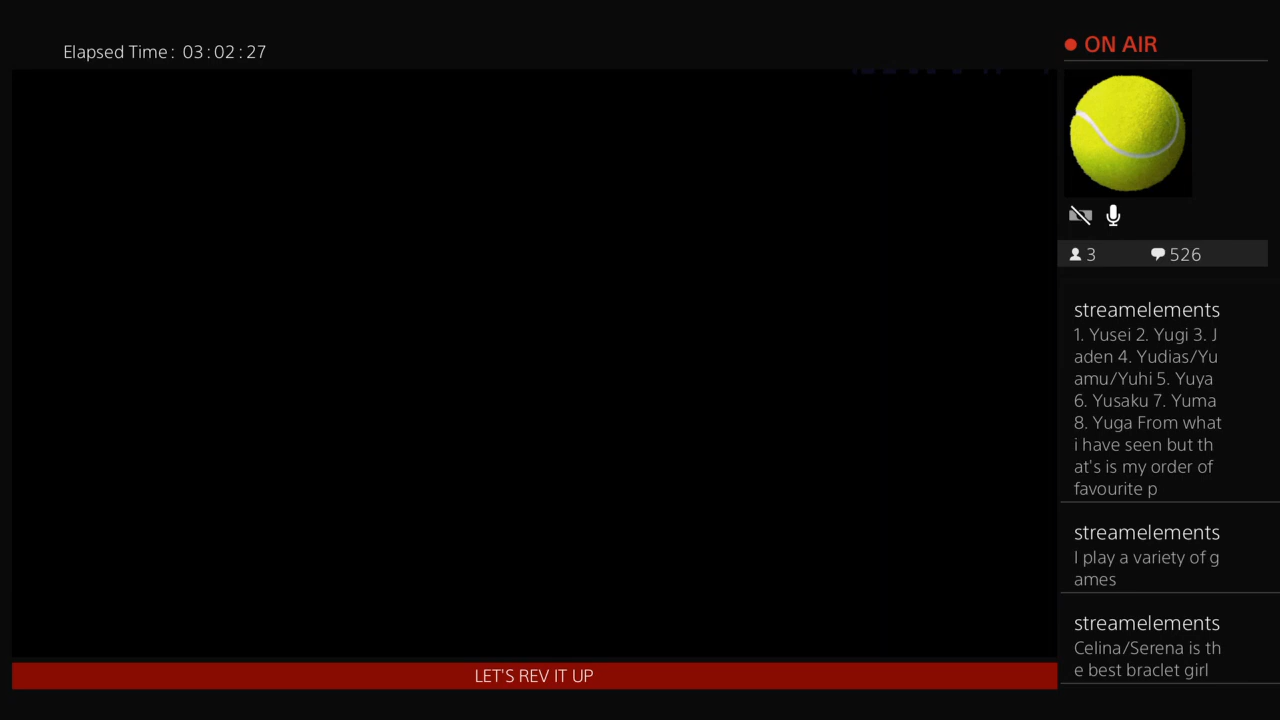 Elapsed Time: 03:02:27
ON AIR
3 526
streamelements
1. Yusei 2. Yugi 3. J
aden 4. Yudias/Yu
amu/Yuhi 5. Yuya
6. Yusaku 7. Yuma
8. Yuga From what
i have seen but th
at's is my order of
favourite p
streamelements
I play a variety of g
ames
streamelements
Celina/Serena is th
e best braclet girl
LET'S REV IT UP